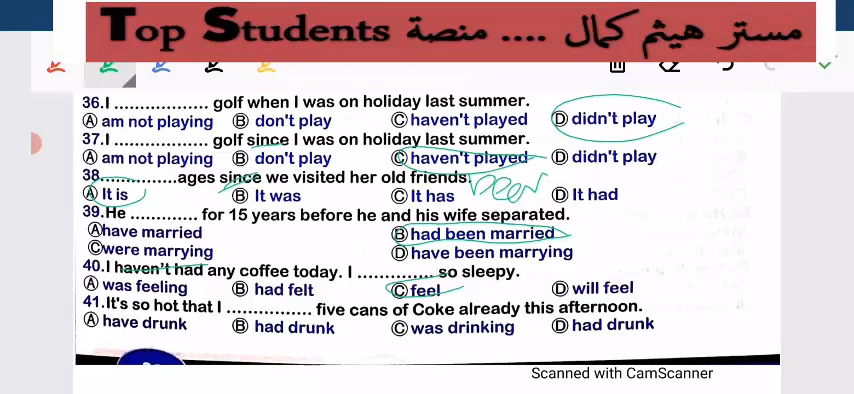 Top Students مستر هيثم كمال .... منصة
36.I .................. golf when I was on holiday last summer.
Ⓐ am not playing Ⓑ don't play Ⓒ haven't played Ⓓ didn't play
37.I .................. golf since I was on holiday last summer.
Ⓐ am not playing Ⓑ don't play Ⓒ haven't played Ⓓ didn't play
38...............ages since we visited her old friends. been
Ⓐ It is Ⓑ It was Ⓒ It has Ⓓ It had
39.He ............. for 15 years before he and his wife separated.
Ⓐhave married Ⓑhad been married
Ⓒwere marrying Ⓓhave been marrying
40.I haven't had any coffee today. I ............... so sleepy.
Ⓐ was feeling Ⓑ had felt Ⓒ feel Ⓓ will feel
41.It's so hot that I ................ five cans of Coke already this afternoon.
Ⓐ have drunk Ⓑ had drunk Ⓒ was drinking Ⓓ had drunk
Scanned with CamScanner